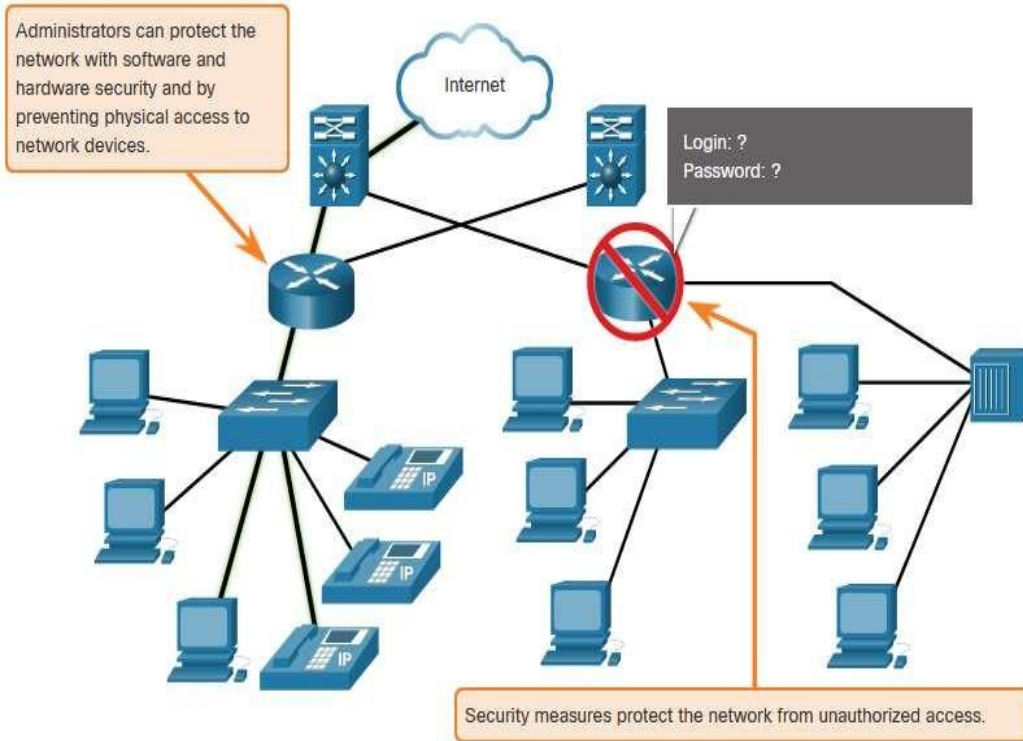 Administrators can protect the
network with software and
hardware security and by
preventing physical access to
network devices.
Internet
Login: ?
Password: ?
IP
IP
IP
Security measures protect the network from unauthorized access.